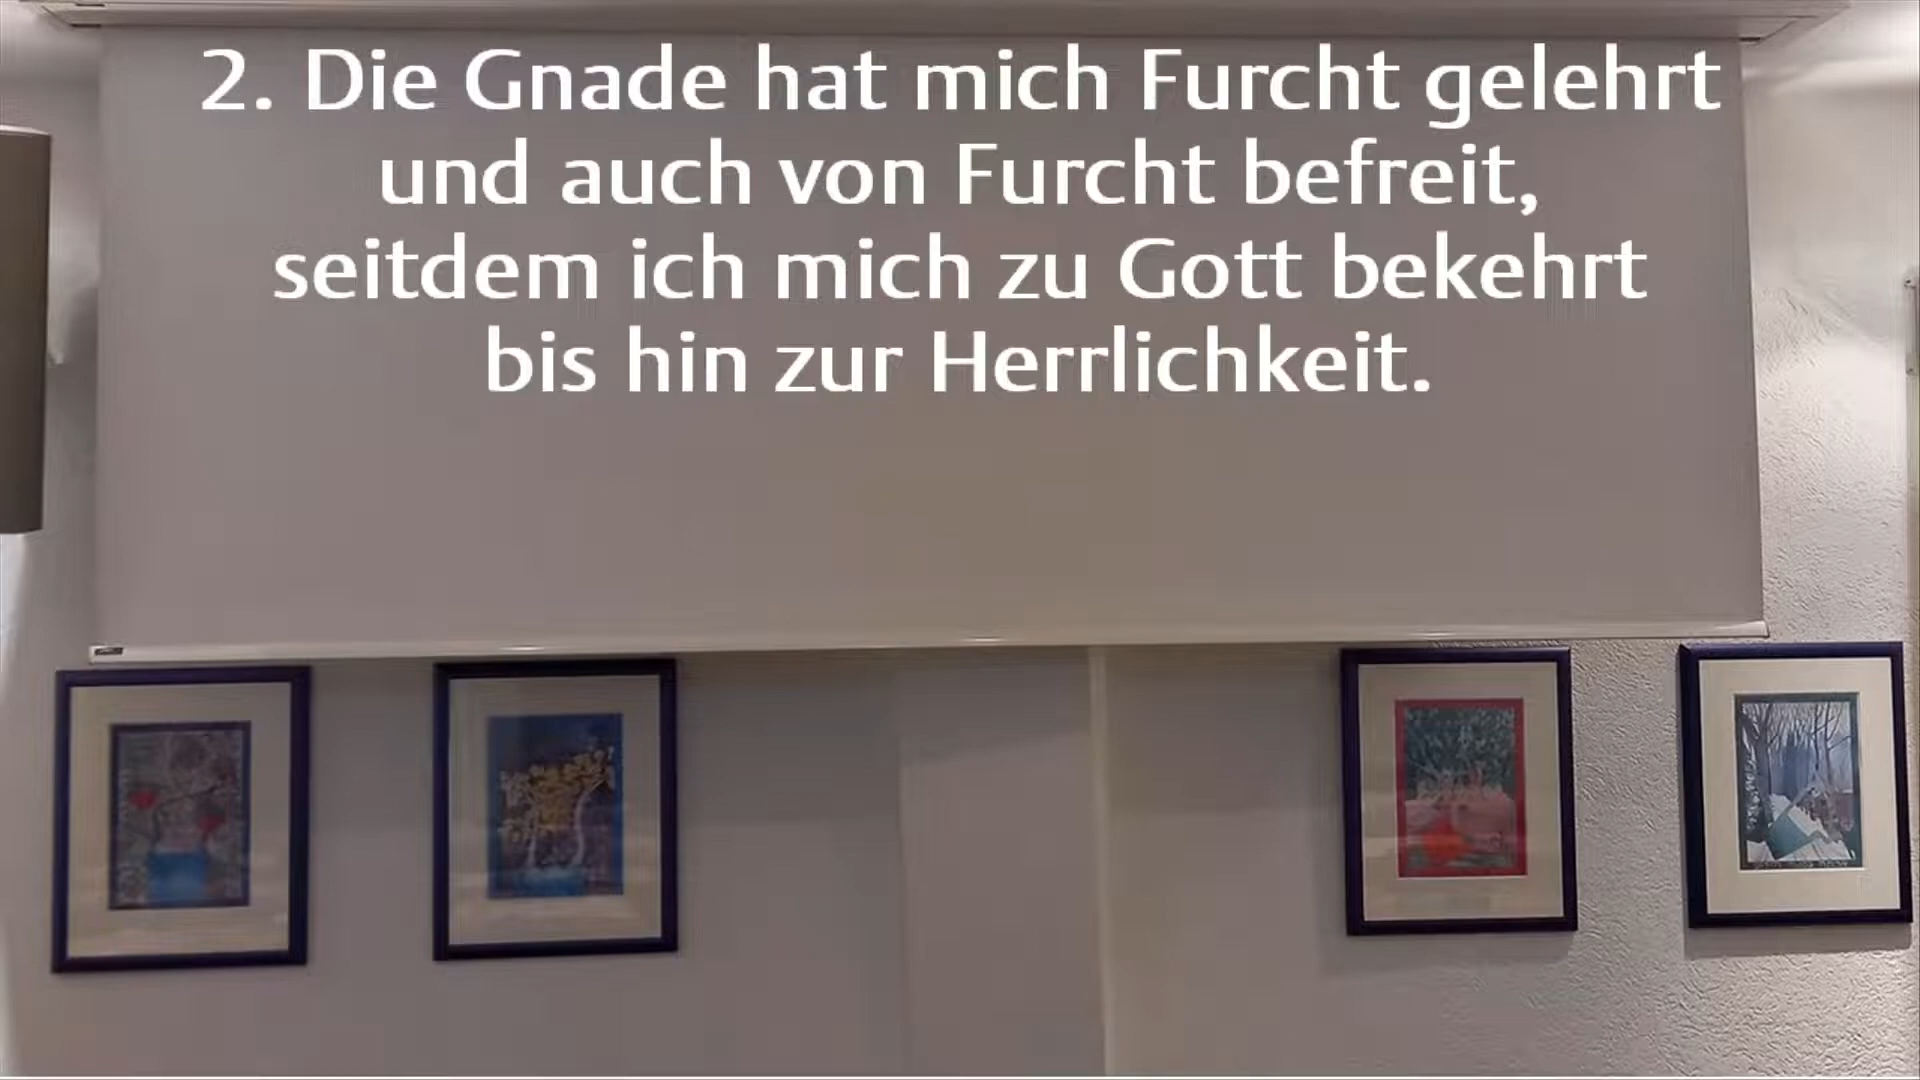 2. Die Gnade hat mich Furcht gelehrt
und auch von Furcht befreit,
seitdem ich mich zu Gott bekehrt
bis hin zur Herrlichkeit.